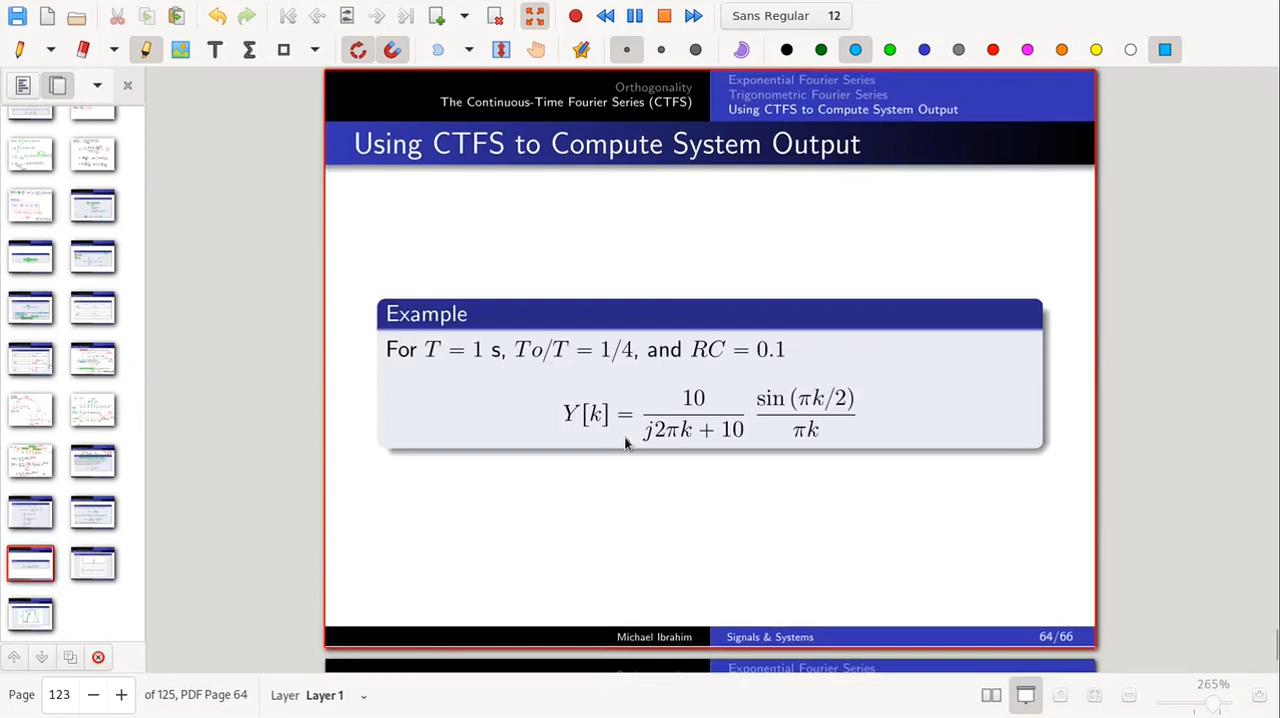 Sans Regular 12
Orthogonality
The Continuous-Time Fourier Series (CTFS)
Exponential Fourier Series
Trigonometric Fourier Series
Using CTFS to Compute System Output
Using CTFS to Compute System Output
Example
For T = 1 s, To/T = 1/4, and RC = 0.1
Y[k] = 10/(j2πk + 10) sin (πk/2)/(πk)
Michael Ibrahim Signals & Systems 64/66
Exponential Fourier Series
Page 123 of 125, PDF Page 64 Layer Layer 1 265%